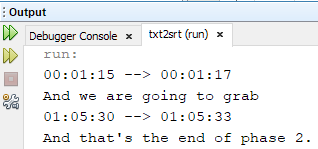 Output
Debugger Console × txt2srt (run) ×
run:
00:01:15 --> 00:01:17
And we are going to grab
01:05:30 --> 01:05:33
And that's the end of phase 2.